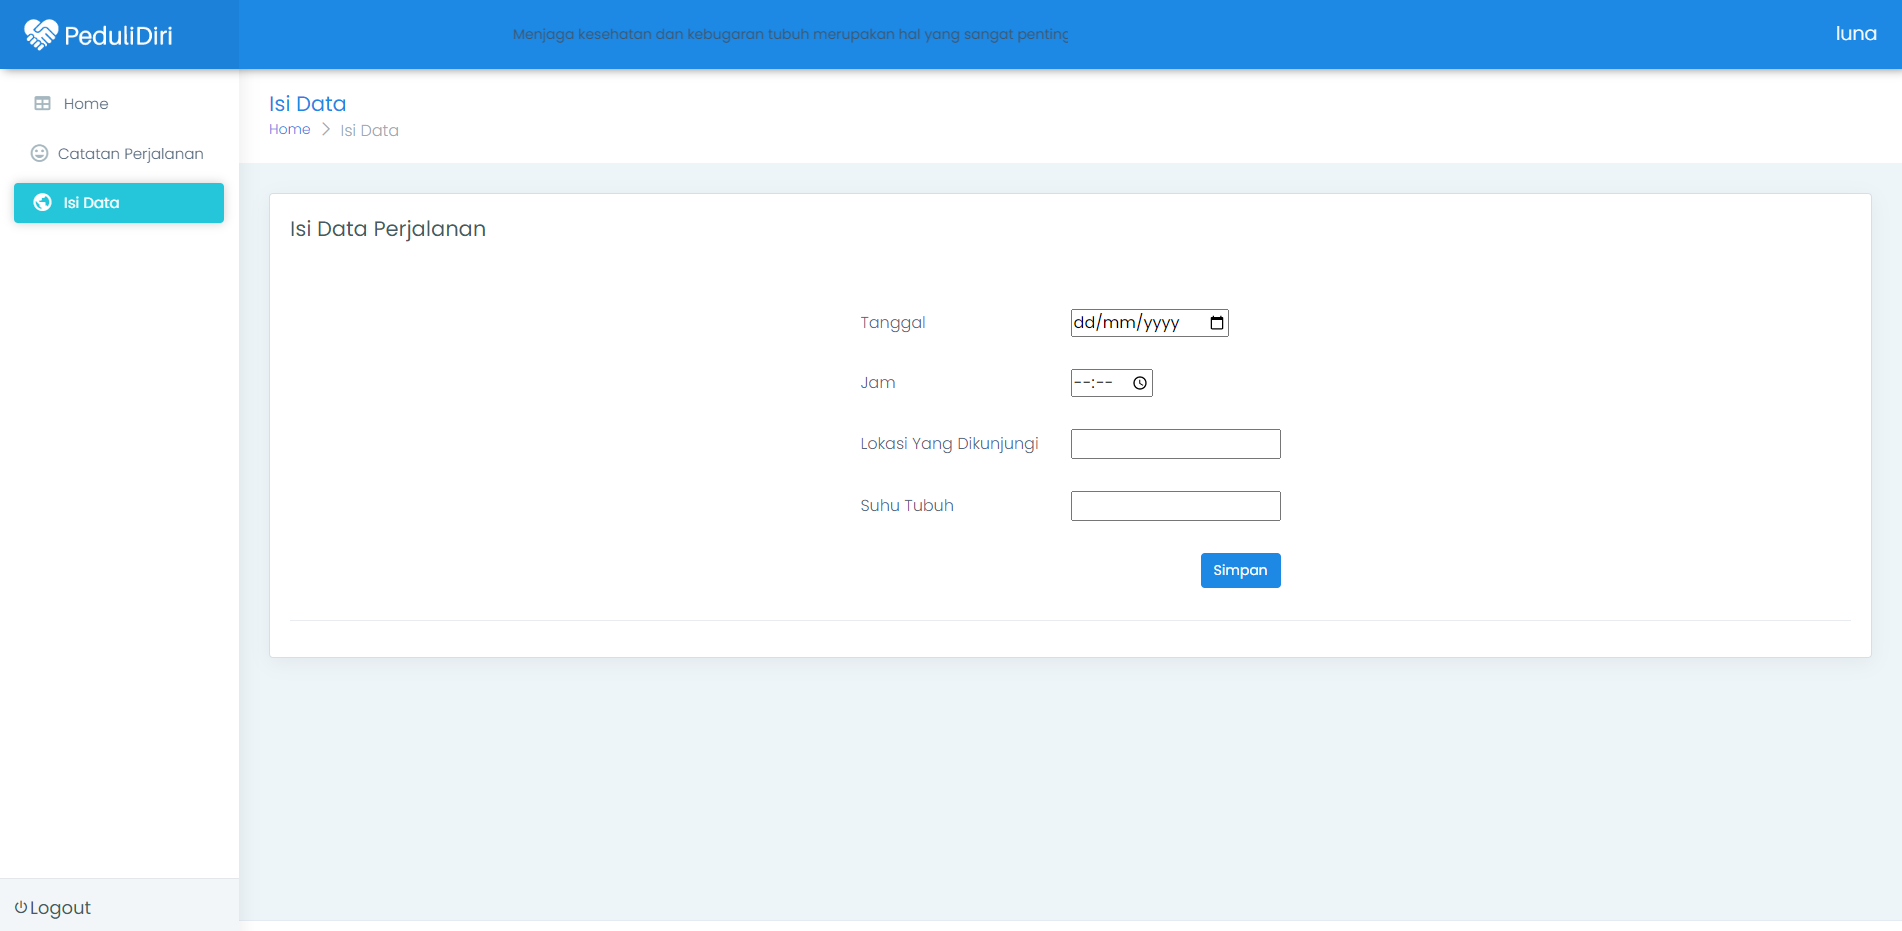 PeduliDiri
Menjaga kesehatan dan kebugaran tubuh merupakan hal yang sangat penting
luna
Home
Catatan Perjalanan
Isi Data
Logout
Isi Data
Home > Isi Data
Isi Data Perjalanan
Tanggal dd/mm/yyyy
Jam --:--
Lokasi Yang Dikunjungi
Suhu Tubuh
Simpan